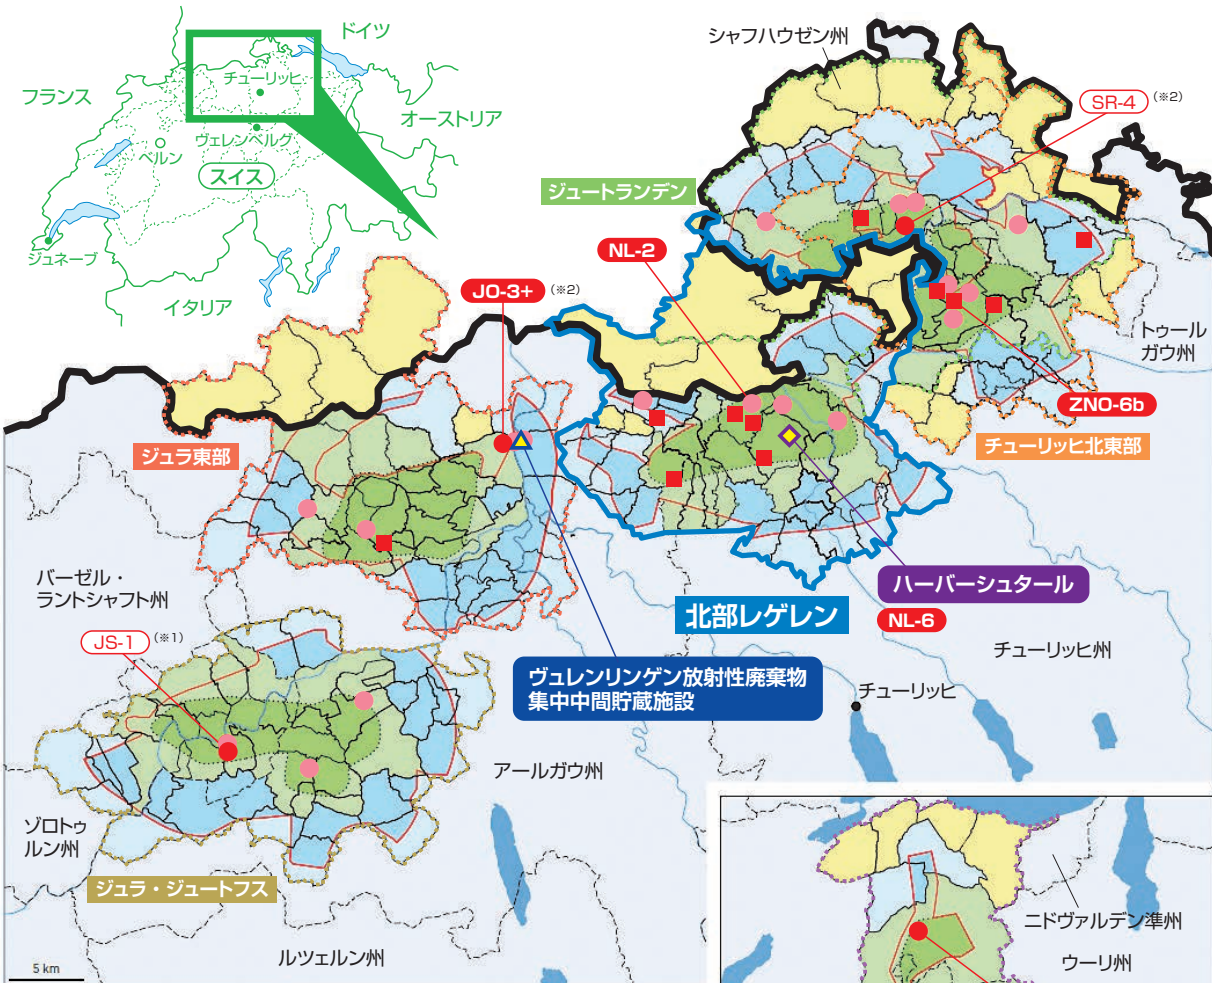 ドイツ
シャフハウゼン州
フランス
チューリッヒ
SR-4 (※2)
オーストリア
ヴェレンベルグ
ベルン
スイス
ジュートランデン
ジュネーブ
NL-2
イタリア
JO-3+ (※2)
トゥール
ガウ州
ZNO-6b
ジュラ東部
チューリッヒ北東部
バーゼル・
ラントシャフト州
ハーバーシュタール
北部レゲレン
NL-6
JS-1 (※1)
チューリッヒ州
ヴュレンリンゲン放射性廃棄物
集中中間貯蔵施設
チューリッヒ
アールガウ州
ゾロトゥ
ルン州
ジュラ・ジュートフス
ニドヴァルデン準州
ルツェルン州
ウーリ州
5 km